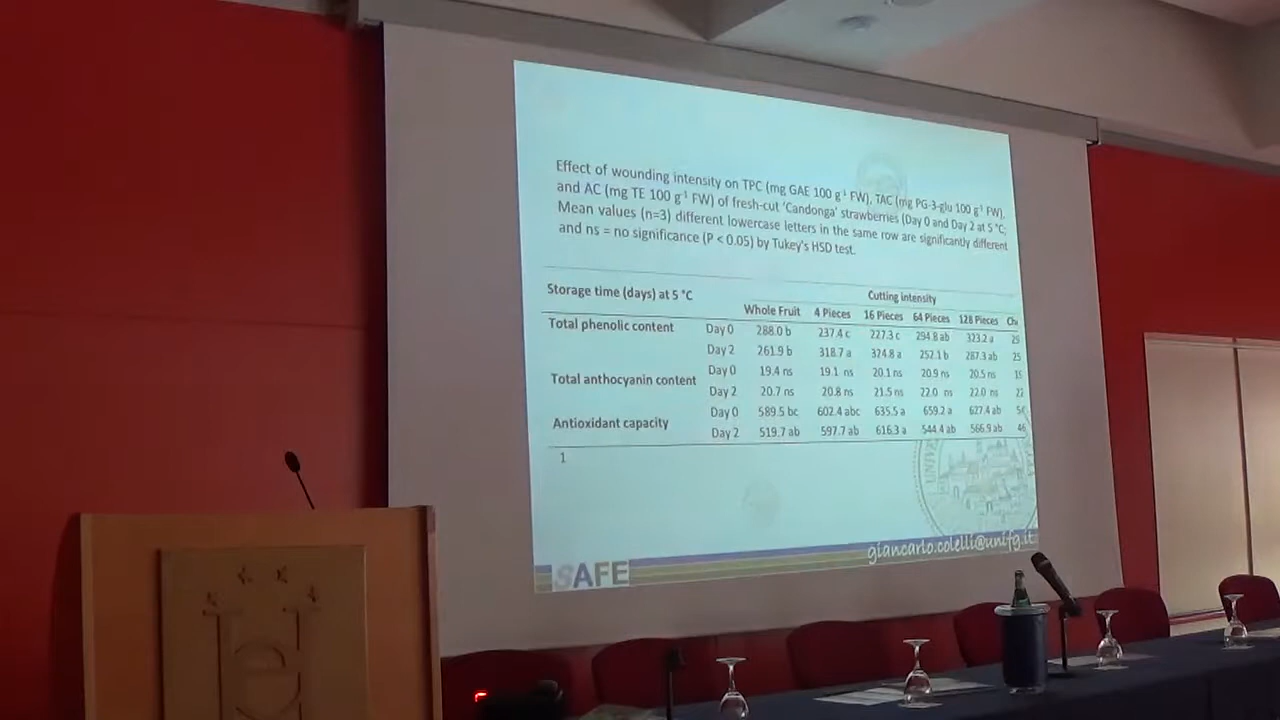 Effect of wounding intensity on TPC (mg GAE 100 g⁻¹ FW), TAC (mg PG-3-glu 100 g⁻¹ FW),
and AC (mg TE 100 g⁻¹ FW) of fresh-cut 'Candonga' strawberries (Day 0 and Day 2 at 5 °C;
Mean values (n=3) different lowercase letters in the same row are significantly different
and ns = no significance (P < 0.05) by Tukey's HSD test.
Storage time (days) at 5 °C Cutting intensity
Whole Fruit 4 Pieces 16 Pieces 64 Pieces 128 Pieces
Total phenolic content Day 0 288.0 b 237.4 c 227.3 c 294.8 ab 323.2 a 25
Day 2 261.9 b 318.7 a 324.8 a 252.1 b 287.3 ab 25
Total anthocyanin content Day 0 19.4 ns 19.1 ns 20.1 ns 20.9 ns 20.5 ns
Day 2 20.7 ns 20.8 ns 21.5 ns 22.0 ns 22.0 ns
Antioxidant capacity Day 0 589.5 bc 602.4 abc 635.5 a 659.2 a 627.4 ab
Day 2 519.7 ab 597.7 ab 616.3 a 544.4 ab 566.9 ab 46
1
UNIVE
SAFE
giancarlo.colelli@unifg.it